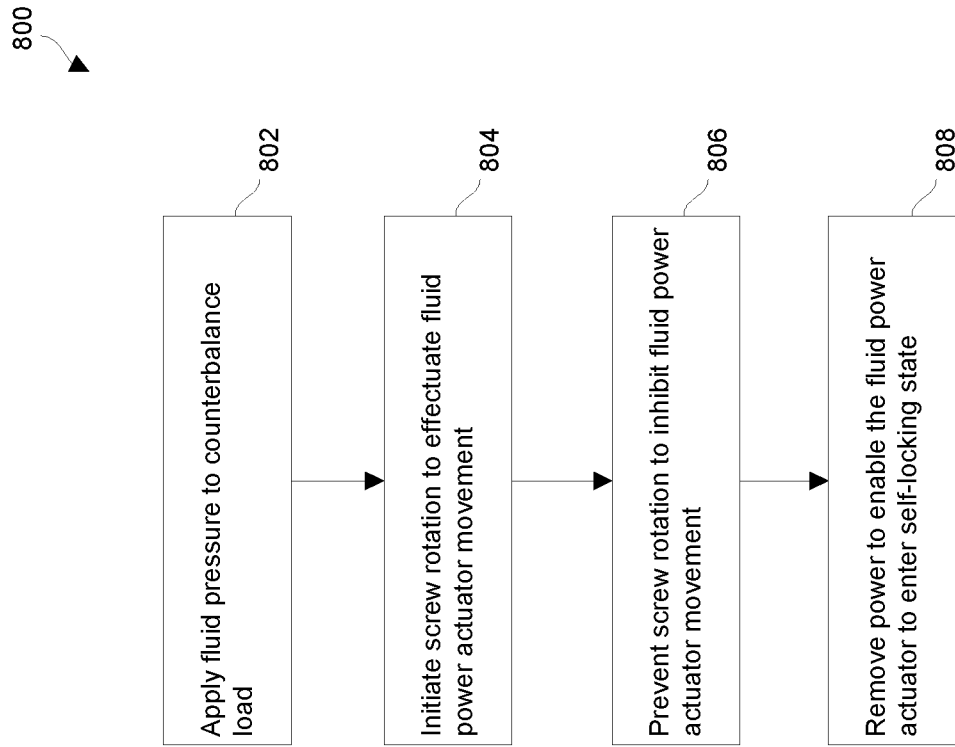 800
802
Apply fluid pressure to counterbalance
load
804
Initiate screw rotation to effectuate fluid
power actuator movement
806
Prevent screw rotation to inhibit fluid power
actuator movement
808
Remove power to enable the fluid power
actuator to enter self-locking state